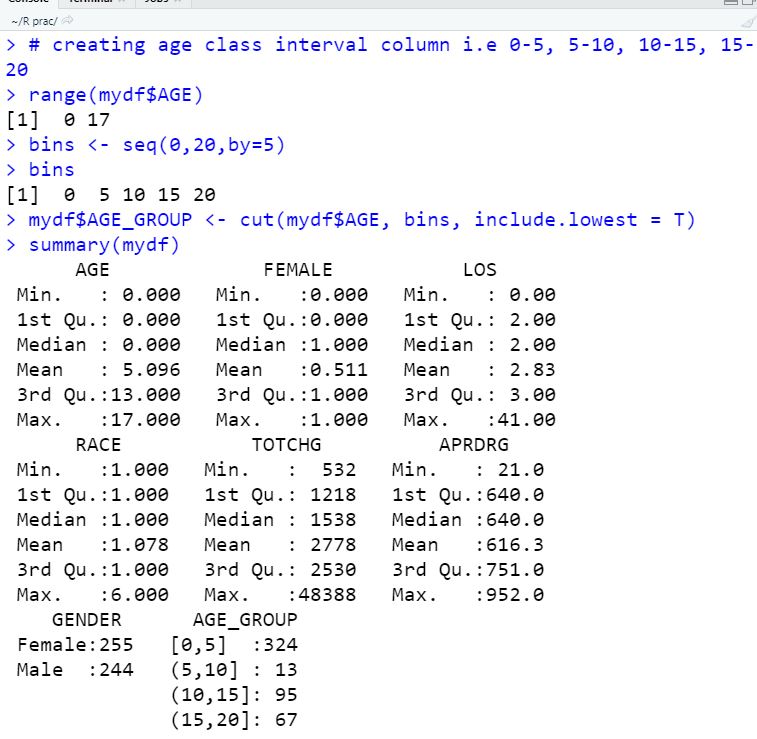 Console Terminal × Jobs ×
~/R prac/
> # creating age class interval column i.e 0-5, 5-10, 10-15, 15-
20
> range(mydf$AGE)
[1]  0 17
> bins <- seq(0,20,by=5)
> bins
[1]  0  5 10 15 20
> mydf$AGE_GROUP <- cut(mydf$AGE, bins, include.lowest = T)
> summary(mydf)
AGE FEMALE LOS
Min.   : 0.000   Min.   :0.000   Min.   : 0.00
1st Qu.: 0.000   1st Qu.:0.000   1st Qu.: 2.00
Median : 0.000   Median :1.000   Median : 2.00
Mean   : 5.096   Mean   :0.511   Mean   : 2.83
3rd Qu.:13.000   3rd Qu.:1.000   3rd Qu.: 3.00
Max.   :17.000   Max.   :1.000   Max.   :41.00
RACE TOTCHG APRDRG
Min.   :1.000   Min.   :  532   Min.   : 21.0
1st Qu.:1.000   1st Qu.: 1218   1st Qu.:640.0
Median :1.000   Median : 1538   Median :640.0
Mean   :1.078   Mean   : 2778   Mean   :616.3
3rd Qu.:1.000   3rd Qu.: 2530   3rd Qu.:751.0
Max.   :6.000   Max.   :48388   Max.   :952.0
GENDER AGE_GROUP
Female:255   [0,5]  :324
Male  :244   (5,10] : 13
(10,15]: 95
(15,20]: 67